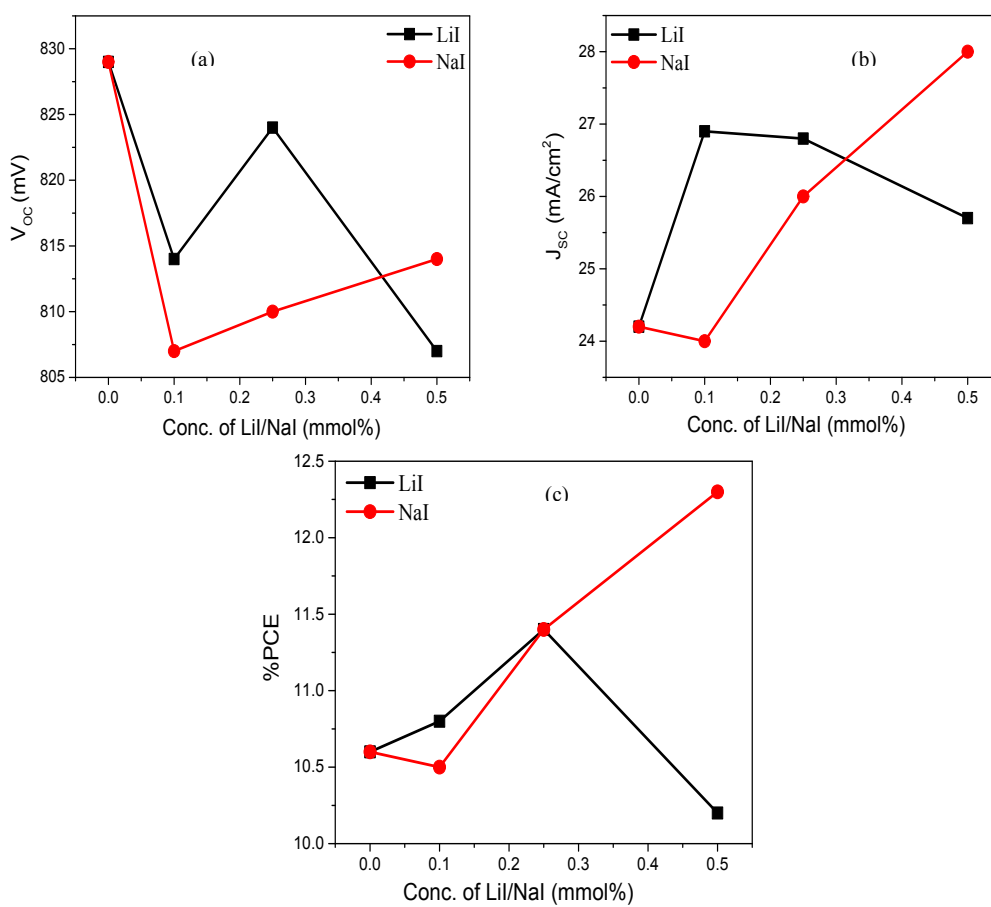 (a)
LiI
NaI
830
825
820
815
810
805
V_OC (mV)
0.0 0.1 0.2 0.3 0.4 0.5
Conc. of LiI/NaI (mmol%)
(b)
LiI
NaI
28
27
26
25
24
J_SC (mA/cm²)
0.0 0.1 0.2 0.3 0.4 0.5
Conc. of LiI/NaI (mmol%)
(c)
LiI
NaI
12.5
12.0
11.5
11.0
10.5
10.0
%PCE
0.0 0.1 0.2 0.3 0.4 0.5
Conc. of LiI/NaI (mmol%)